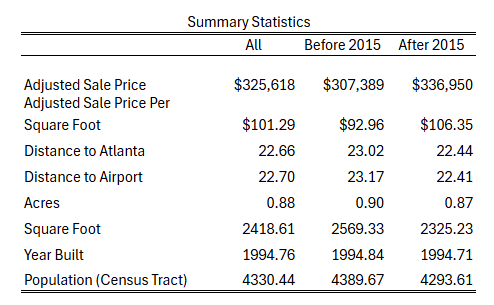 Summary Statistics
All Before 2015 After 2015
Adjusted Sale Price $325,618 $307,389 $336,950
Adjusted Sale Price Per
Square Foot $101.29 $92.96 $106.35
Distance to Atlanta 22.66 23.02 22.44
Distance to Airport 22.70 23.17 22.41
Acres 0.88 0.90 0.87
Square Foot 2418.61 2569.33 2325.23
Year Built 1994.76 1994.84 1994.71
Population (Census Tract) 4330.44 4389.67 4293.61